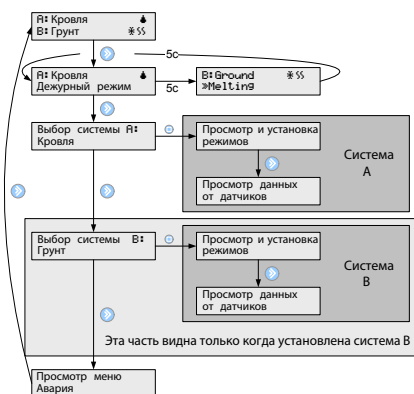 A: Кровля
B: Грунт
5с
A: Кровля
Дежурный режим
5с
B: Ground
»Melting
Выбор системы A:
Кровля
Просмотр и установка
режимов
Просмотр данных
от датчиков
Система
A
Выбор системы B:
Грунт
Просмотр и установка
режимов
Просмотр данных
от датчиков
Система
B
Эта часть видна только когда установлена система B
Просмотр меню
Авария